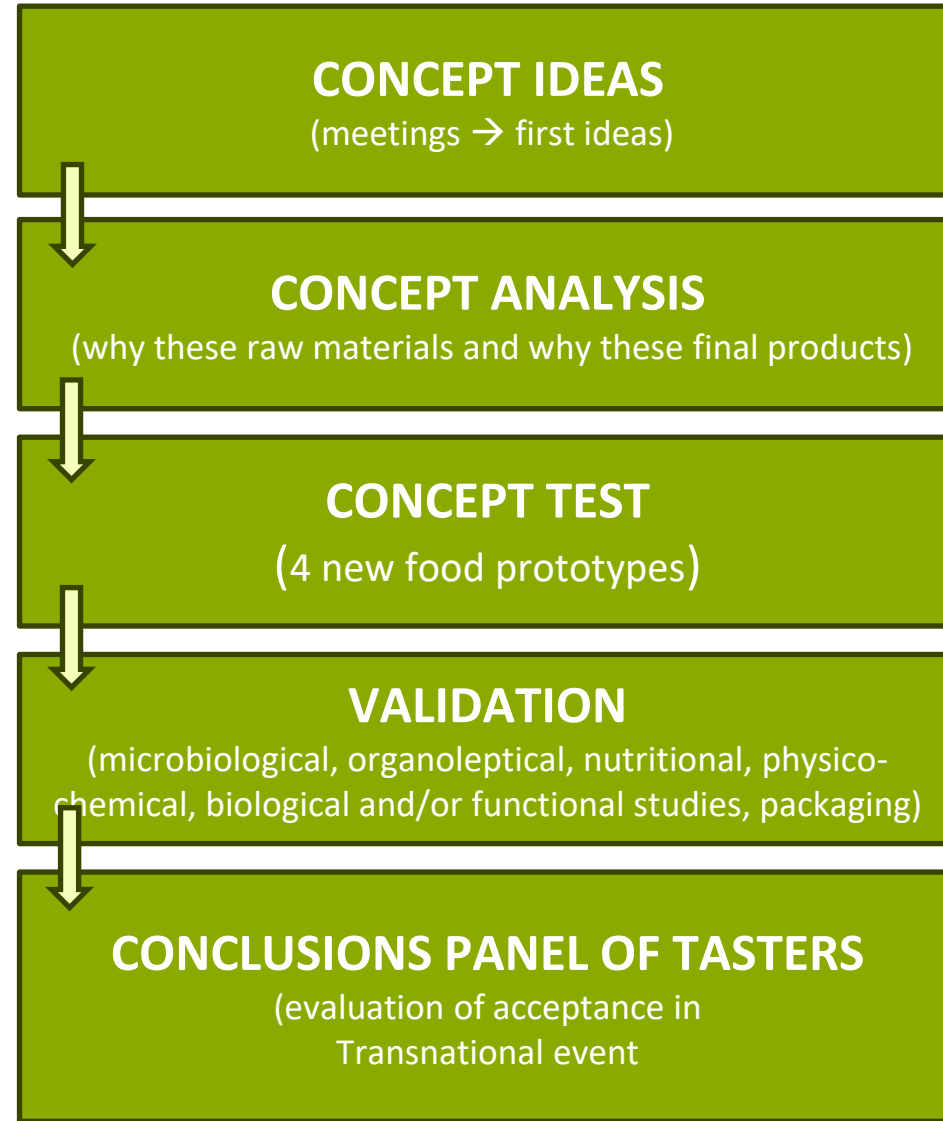 CONCEPT IDEAS
(meetings → first ideas)
CONCEPT ANALYSIS
(why these raw materials and why these final products)
CONCEPT TEST
(4 new food prototypes)
VALIDATION
(microbiological, organoleptical, nutritional, physico-
chemical, biological and/or functional studies, packaging)
CONCLUSIONS PANEL OF TASTERS
(evaluation of acceptance in
Transnational event